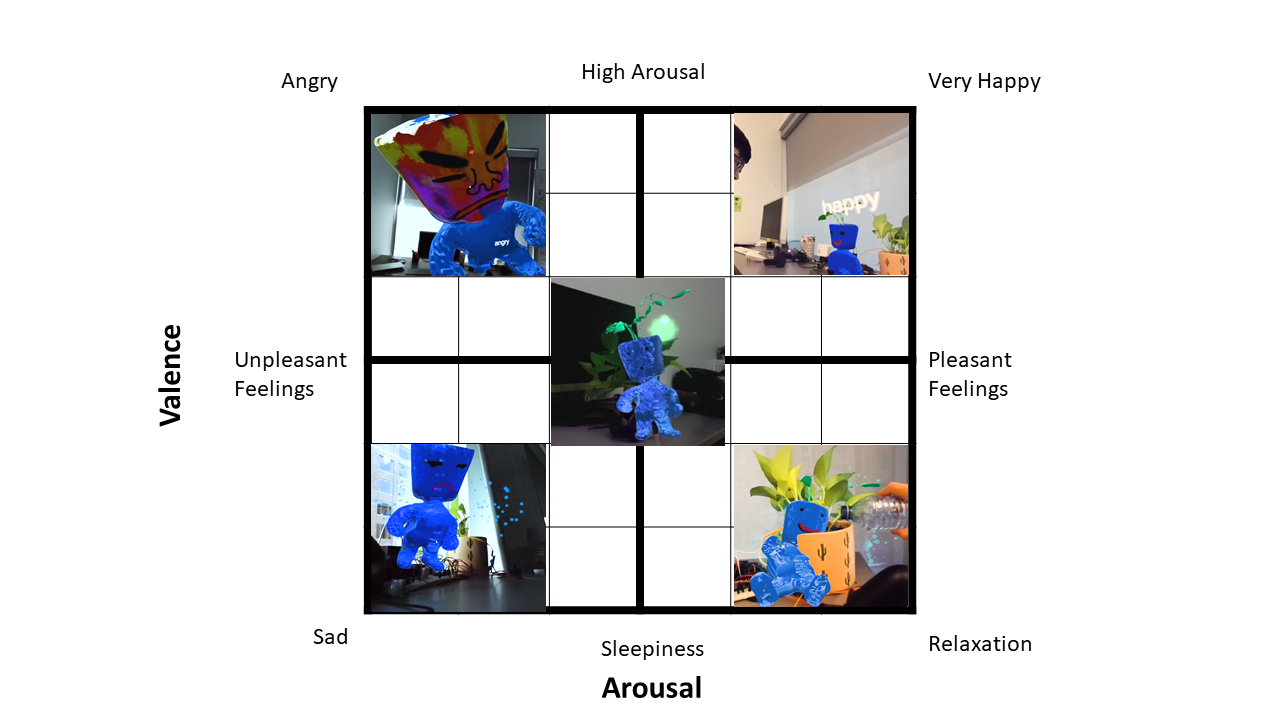 High Arousal
Angry
Very Happy
happy
angry
Valence
Unpleasant
Feelings
Pleasant
Feelings
Sad
Sleepiness
Relaxation
Arousal